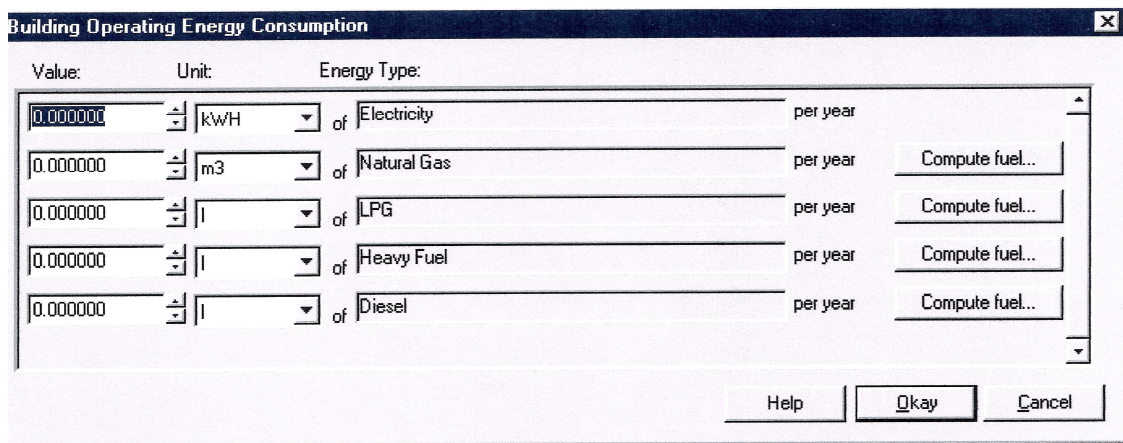 Building Operating Energy Consumption
Value: Unit: Energy Type:
0.000000 kWH of Electricity per year
0.000000 m3 of Natural Gas per year Compute fuel...
0.000000 l of LPG per year Compute fuel...
0.000000 l of Heavy Fuel per year Compute fuel...
0.000000 l of Diesel per year Compute fuel...
Help Okay Cancel